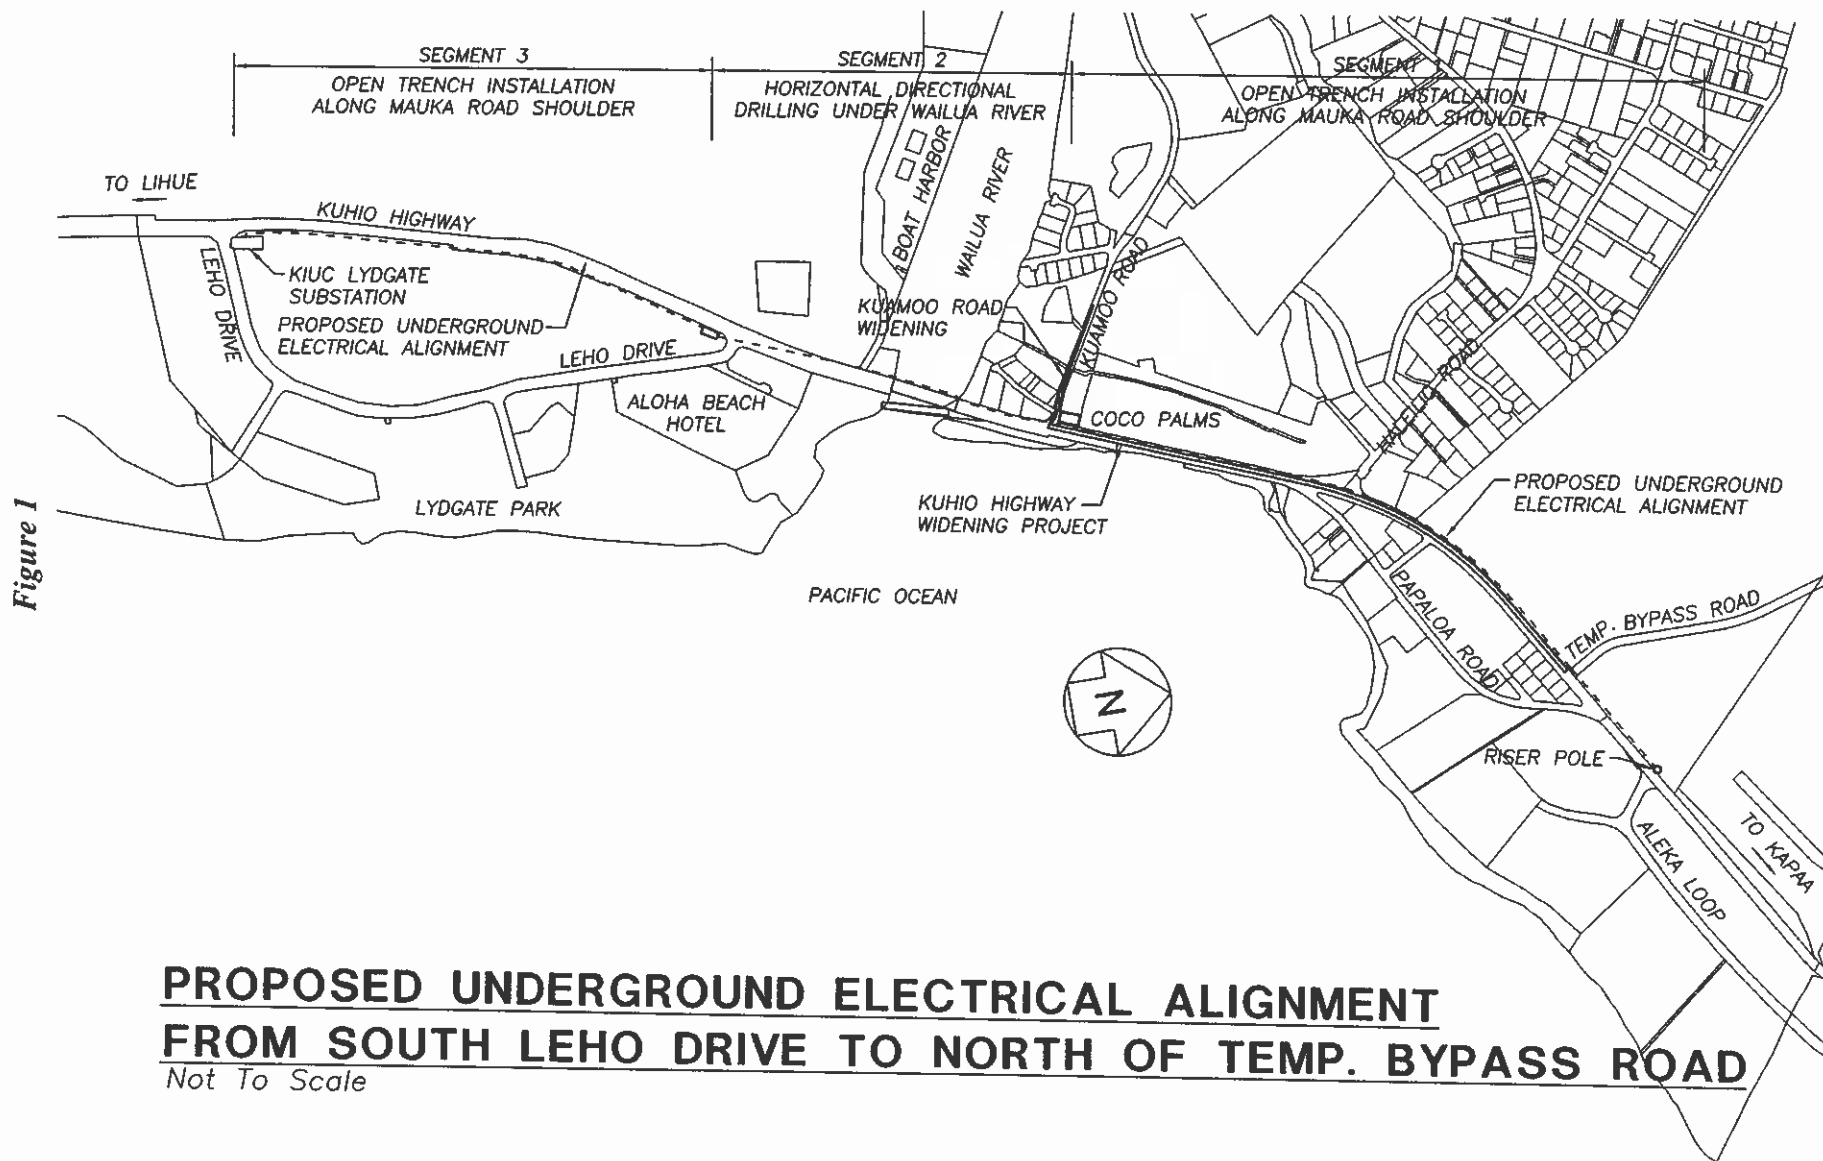 SEGMENT 3
OPEN TRENCH INSTALLATION
ALONG MAUKA ROAD SHOULDER
SEGMENT 2
HORIZONTAL DIRECTIONAL
DRILLING UNDER WAILUA RIVER
SEGMENT
OPEN TRENCH INSTALLATION
ALONG MAUKA ROAD SHOULDER
TO LIHUE
KUHIO HIGHWAY
LEHO DRIVE
KIUC LYDGATE
SUBSTATION
PROPOSED UNDERGROUND
ELECTRICAL ALIGNMENT
LEHO DRIVE
ALOHA BEACH
HOTEL
LYDGATE PARK
BOAT HARBOR
WAILUA RIVER
KUAMOO ROAD
WIDENING
KUAMOO ROAD
COCO PALMS
HALEILIO ROAD
KUHIO HIGHWAY
WIDENING PROJECT
PROPOSED UNDERGROUND
ELECTRICAL ALIGNMENT
PACIFIC OCEAN
PAPALOA ROAD
TEMP. BYPASS ROAD
N
RISER POLE
ALEKA LOOP
TO KAPAA
Figure 1
PROPOSED UNDERGROUND ELECTRICAL ALIGNMENT
FROM SOUTH LEHO DRIVE TO NORTH OF TEMP. BYPASS ROAD
Not To Scale